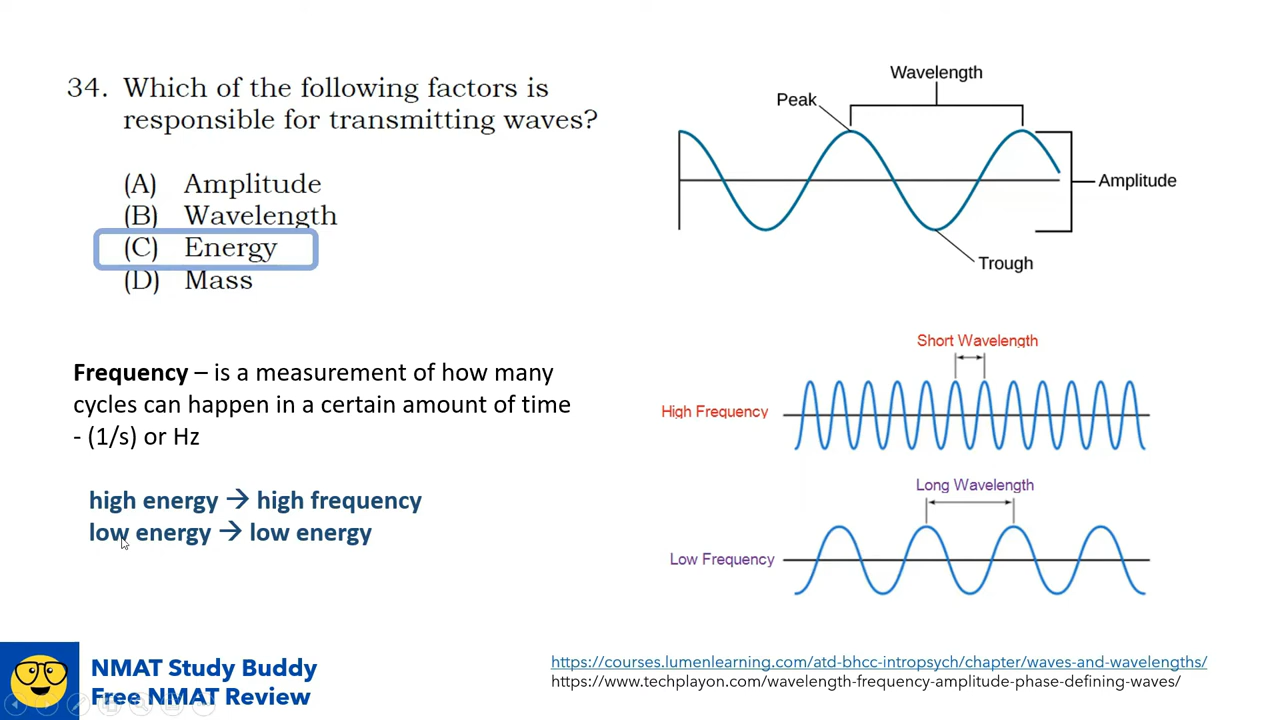 34. Which of the following factors is
responsible for transmitting waves?
(A) Amplitude
(B) Wavelength
(C) Energy
(D) Mass
Frequency – is a measurement of how many
cycles can happen in a certain amount of time
- (1/s) or Hz
high energy → high frequency
low energy → low energy
Wavelength
Peak
Amplitude
Trough
Short Wavelength
High Frequency
Long Wavelength
Low Frequency
NMAT Study Buddy
Free NMAT Review
https://courses.lumenlearning.com/atd-bhcc-intropsych/chapter/waves-and-wavelengths/
https://www.techplayon.com/wavelength-frequency-amplitude-phase-defining-waves/